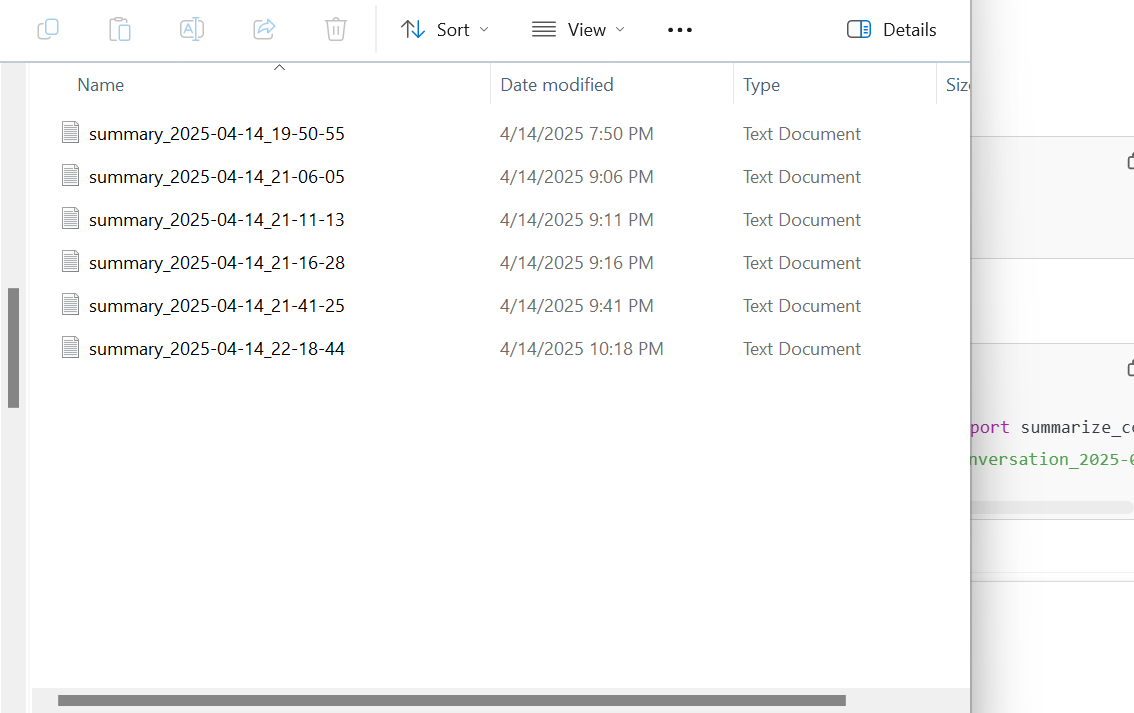 Sort View ••• Details
Name Date modified Type
summary_2025-04-14_19-50-55 4/14/2025 7:50 PM Text Document
summary_2025-04-14_21-06-05 4/14/2025 9:06 PM Text Document
summary_2025-04-14_21-11-13 4/14/2025 9:11 PM Text Document
summary_2025-04-14_21-16-28 4/14/2025 9:16 PM Text Document
summary_2025-04-14_21-41-25 4/14/2025 9:41 PM Text Document
summary_2025-04-14_22-18-44 4/14/2025 10:18 PM Text Document
port summarize_c
nversation_2025-